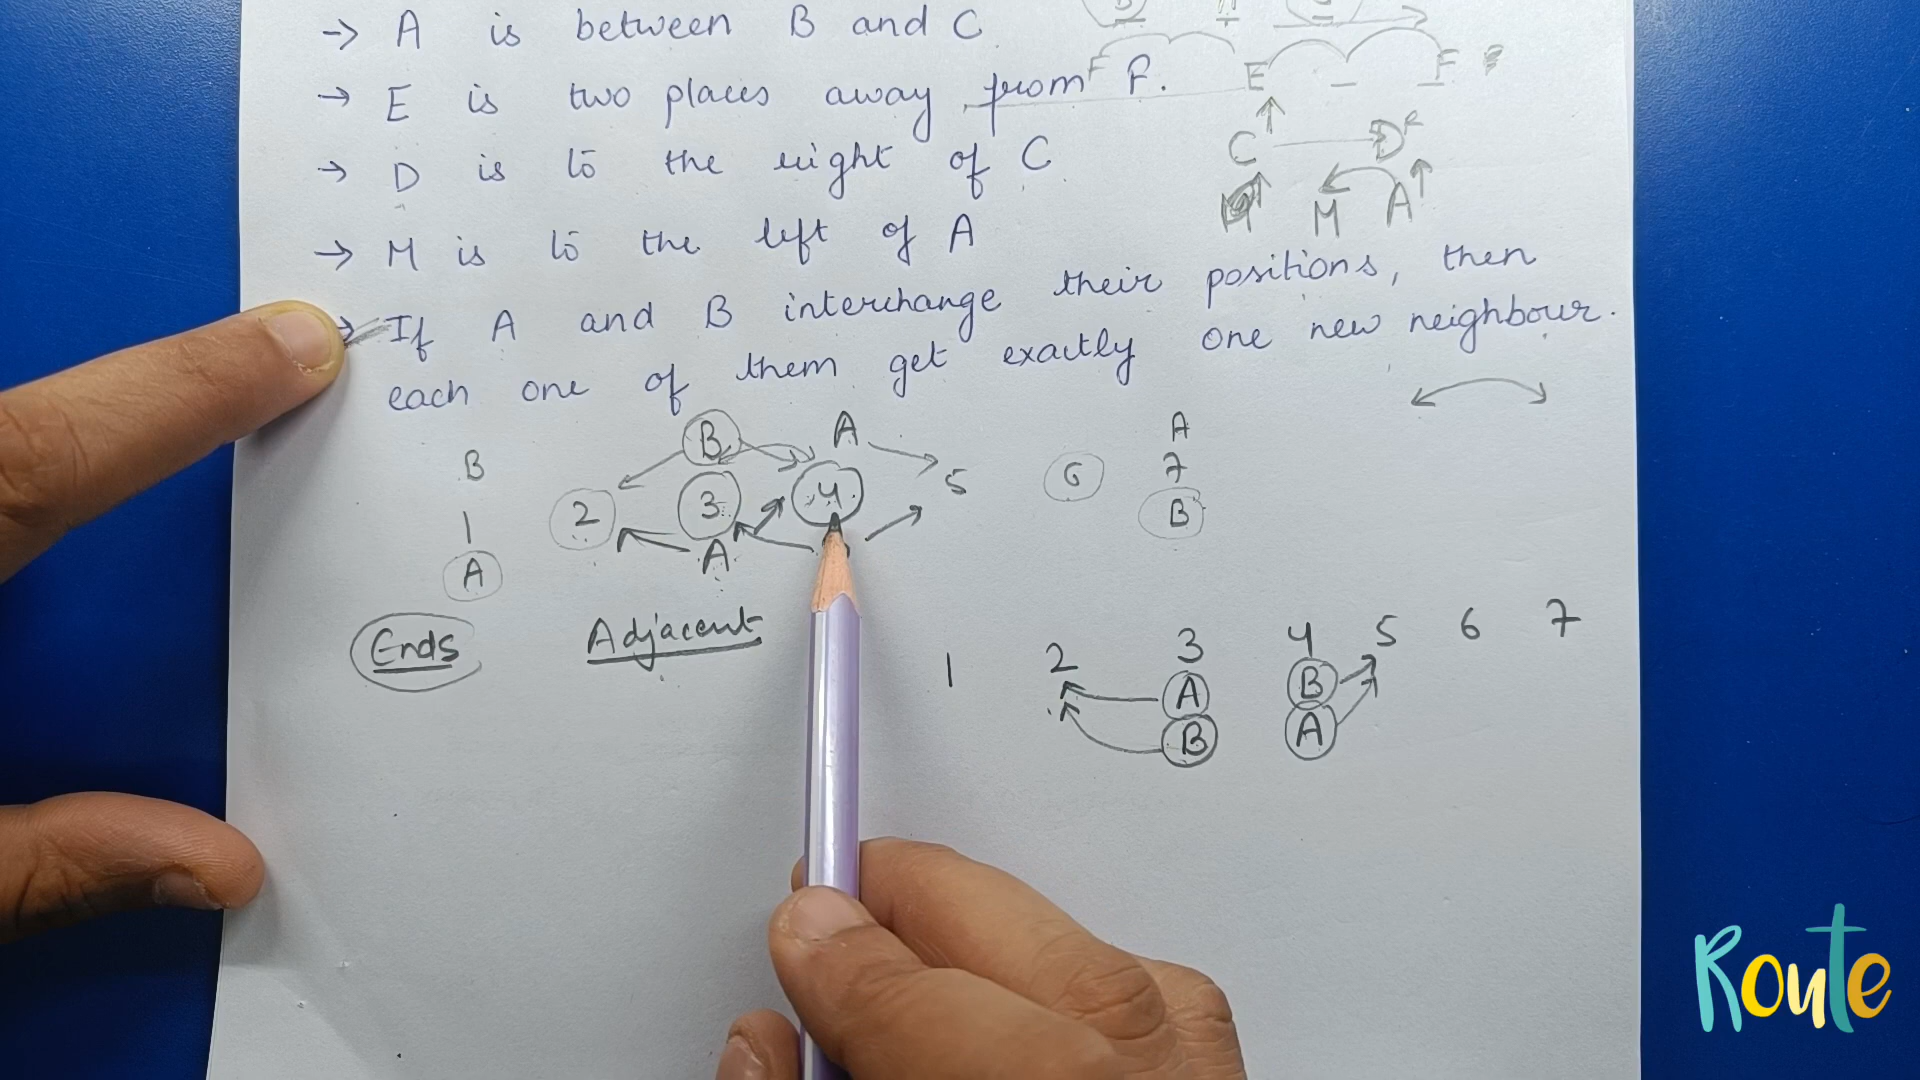 → A is between B and C
→ E is two places away from F.
→ D is to the right of C
→ M is to the left of A
→ If A and B interchange their positions, then
each one of them get exactly one new neighbour.
E _ F
F
C → D
M A
B B A A
1 2 3 4 5 6 7
A A B
Ends Adjacent
1 2 3 4 5 6 7
A B
B A
Route